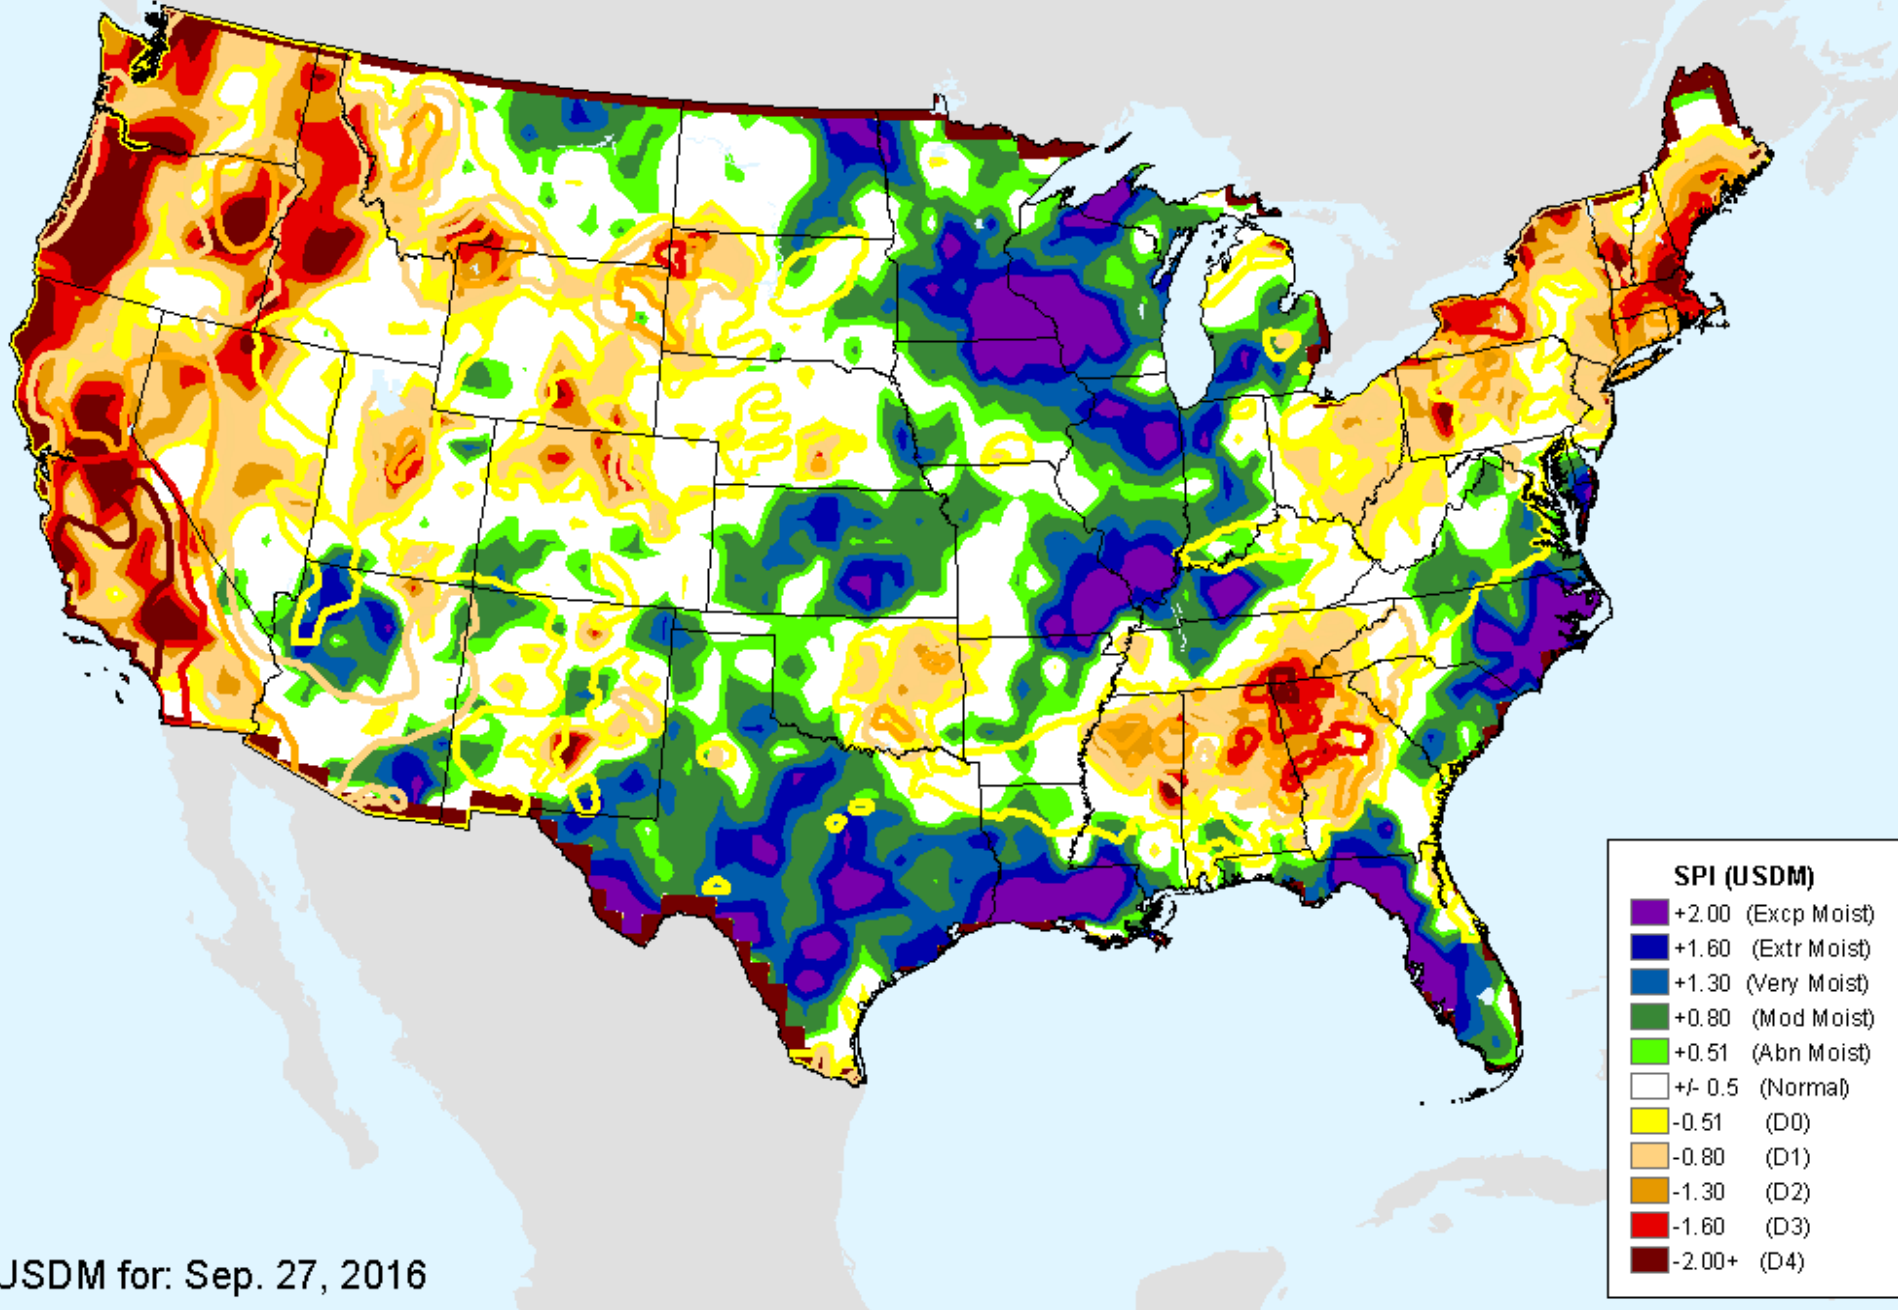 SPI (USDM)
+2.00 (Excp Moist)
+1.60 (Extr Moist)
+1.30 (Very Moist)
+0.80 (Mod Moist)
+0.51 (Abn Moist)
+/- 0.5 (Normal)
-0.51 (D0)
-0.80 (D1)
-1.30 (D2)
-1.60 (D3)
-2.00+ (D4)
USDM for: Sep. 27, 2016